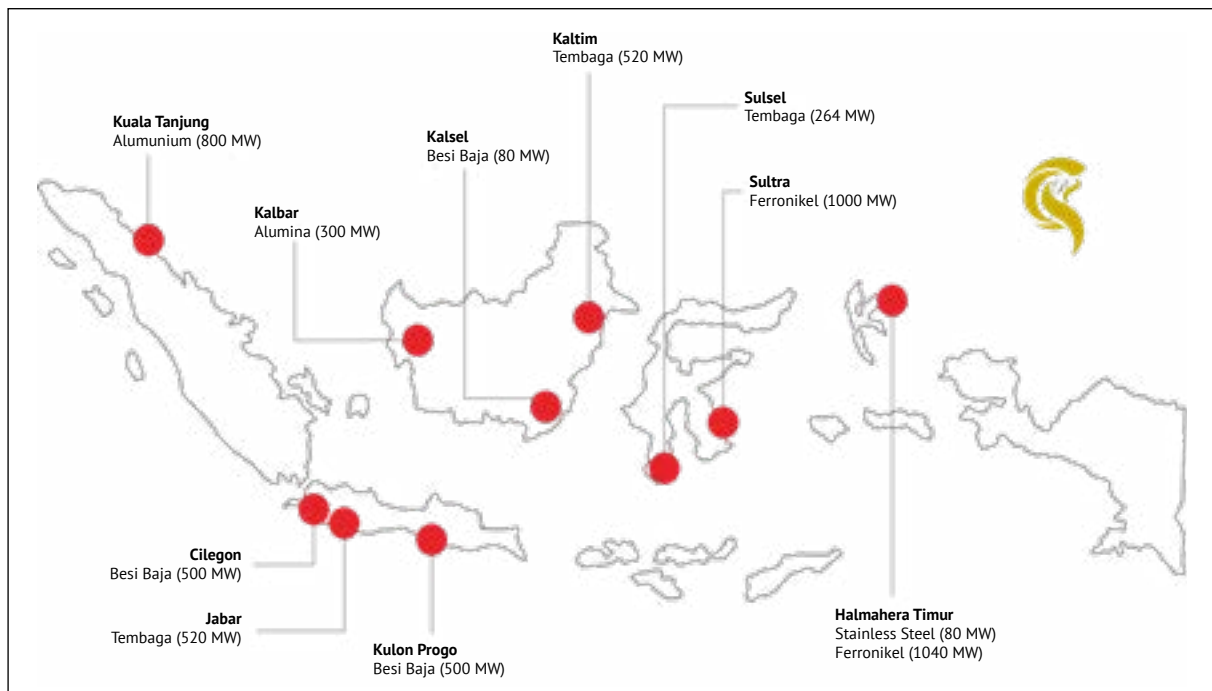 Kaltim
Tembaga (520 MW)
Sulsel
Tembaga (264 MW)
Kuala Tanjung
Alumunium (800 MW)
Kalsel
Besi Baja (80 MW)
Sultra
Ferronikel (1000 MW)
Kalbar
Alumina (300 MW)
Cilegon
Besi Baja (500 MW)
Jabar
Tembaga (520 MW)
Kulon Progo
Besi Baja (500 MW)
Halmahera Timur
Stainless Steel (80 MW)
Ferronikel (1040 MW)